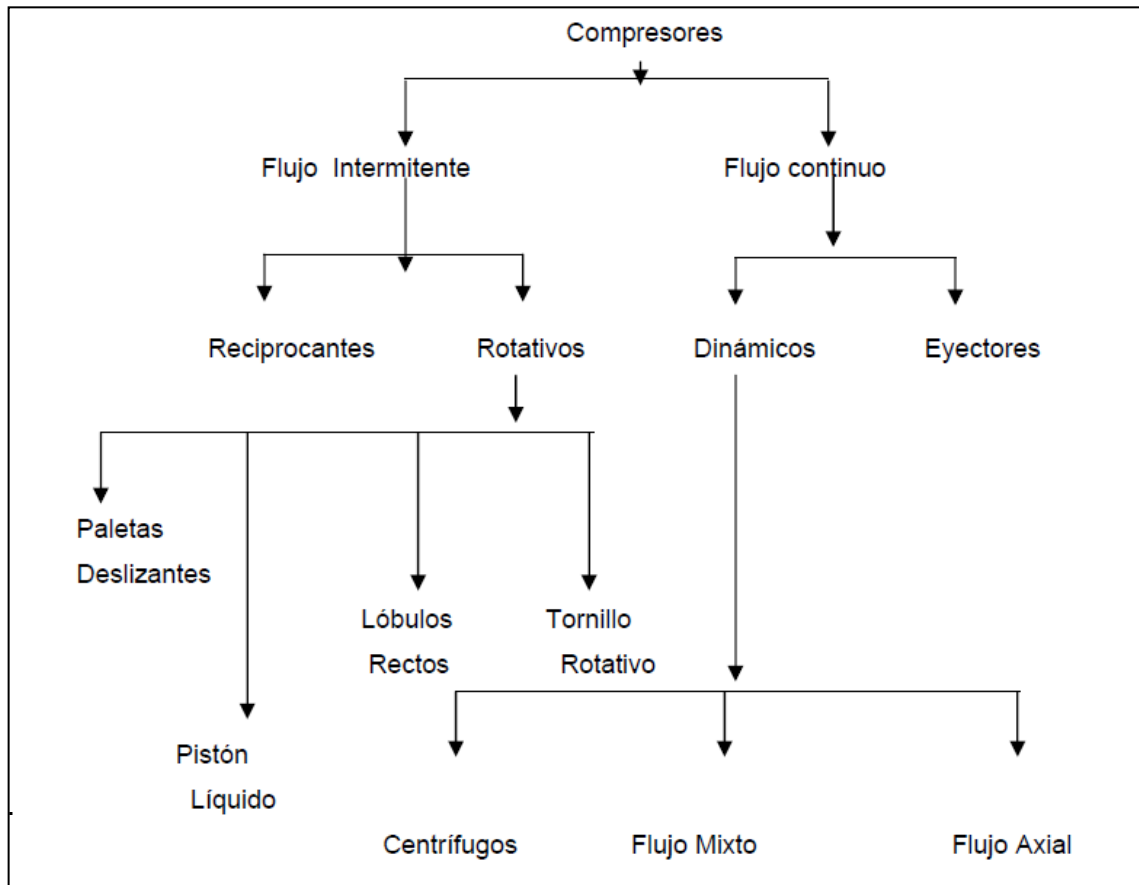 Compresores
Flujo Intermitente
Flujo continuo
Reciprocantes
Rotativos
Dinámicos
Eyectores
Paletas
Deslizantes
Lóbulos
Rectos
Tornillo
Rotativo
Pistón
Líquido
Centrífugos
Flujo Mixto
Flujo Axial